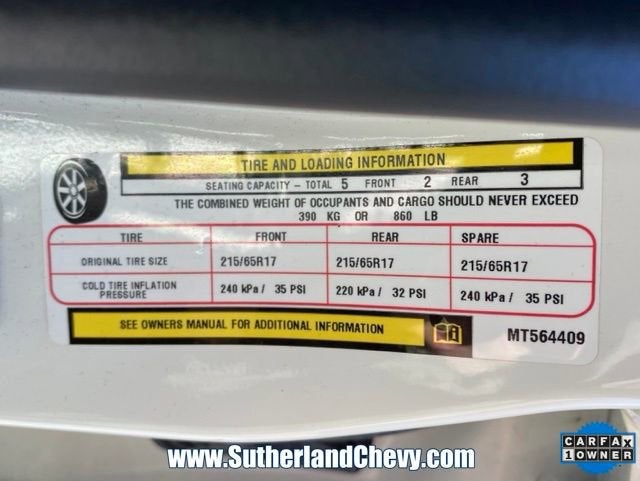 TIRE AND LOADING INFORMATION
SEATING CAPACITY – TOTAL 5 FRONT 2 REAR 3
THE COMBINED WEIGHT OF OCCUPANTS AND CARGO SHOULD NEVER EXCEED
390 KG OR 860 LB
TIRE FRONT REAR SPARE
ORIGINAL TIRE SIZE 215/65R17 215/65R17 215/65R17
COLD TIRE INFLATION
PRESSURE 240 kPa / 35 PSI 220 kPa / 32 PSI 240 kPa / 35 PSI
SEE OWNERS MANUAL FOR ADDITIONAL INFORMATION
MT564409
www.SutherlandChevy.com
CARFAX
1 OWNER